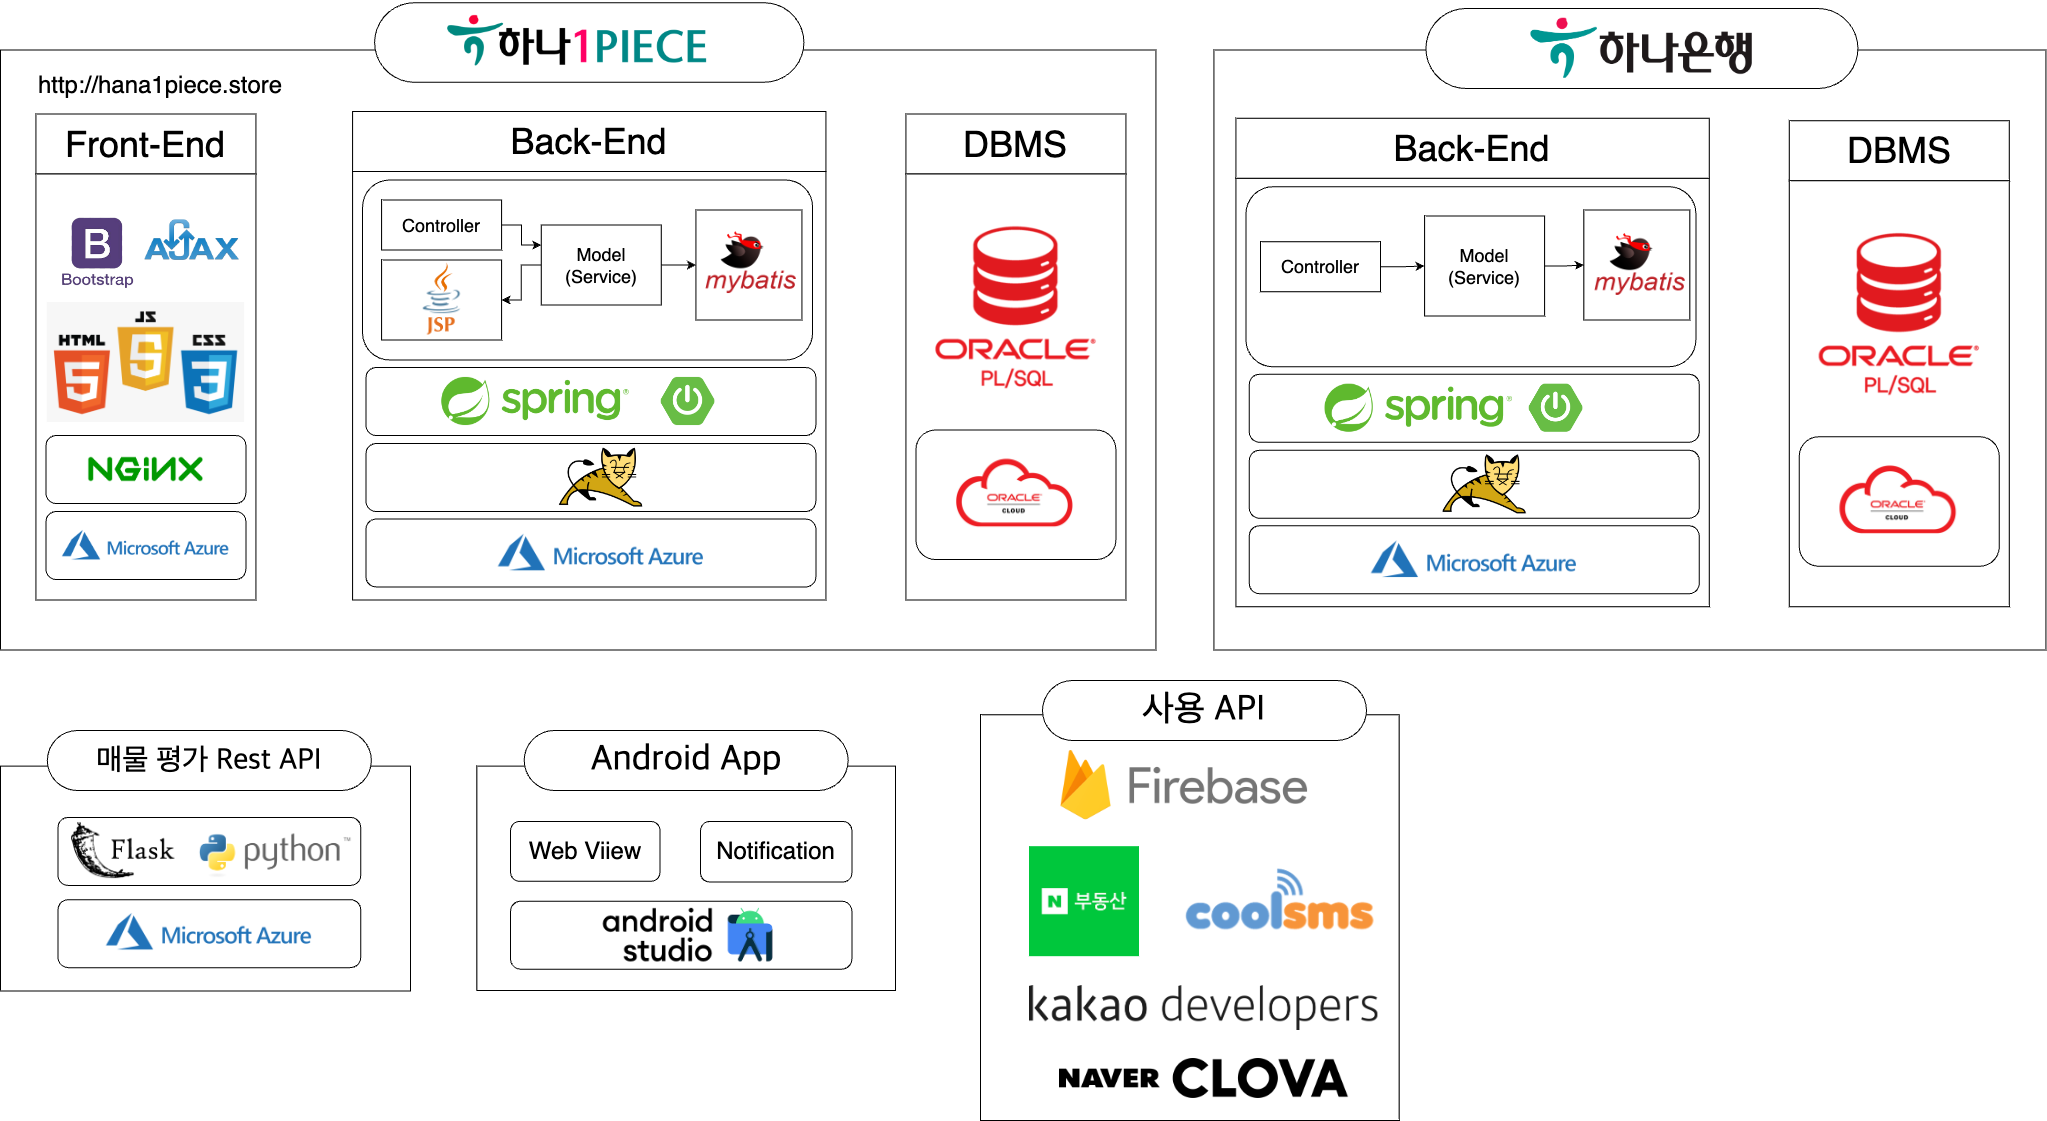 하나1PIECE
http://hana1piece.store
Front-End
B
Bootstrap
AJAX
HTML
5
JS
5
CSS
3
NGiNX
Microsoft Azure
Back-End
Controller
JSP
Model
(Service)
mybatis
spring®
Microsoft Azure
DBMS
ORACLE®
PL/SQL
ORACLE
CLOUD
하나은행
Back-End
Controller
Model
(Service)
mybatis
spring®
Microsoft Azure
DBMS
ORACLE®
PL/SQL
ORACLE
CLOUD
매물 평가 Rest API
Flask
python™
Microsoft Azure
Android App
Web Viiew
Notification
android
studio
사용 API
Firebase
N 부동산
coolsms
kakao developers
NAVER CLOVA